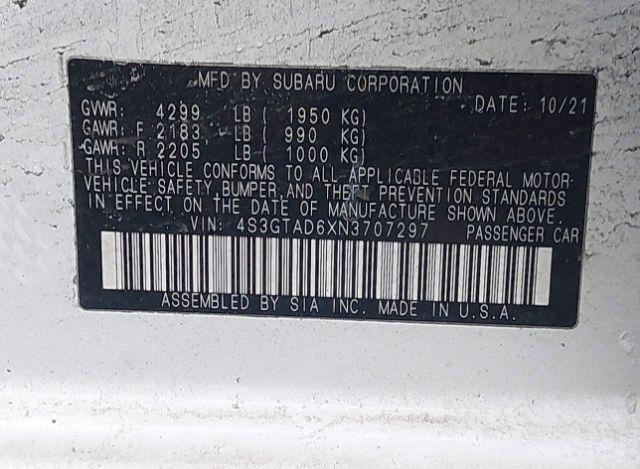 MFD BY SUBARU CORPORATION
DATE: 10/21
GVWR: 4299 LB ( 1950 KG)
GAWR: F 2183 LB ( 990 KG)
GAWR: R 2205 LB ( 1000 KG)
THIS VEHICLE CONFORMS TO ALL APPLICABLE FEDERAL MOTOR
VEHICLE SAFETY, BUMPER, AND THEFT PREVENTION STANDARDS
IN EFFECT ON THE DATE OF MANUFACTURE SHOWN ABOVE.
VIN: 4S3GTAD6XN3707297 PASSENGER CAR
ASSEMBLED BY SIA INC. MADE IN U.S.A.